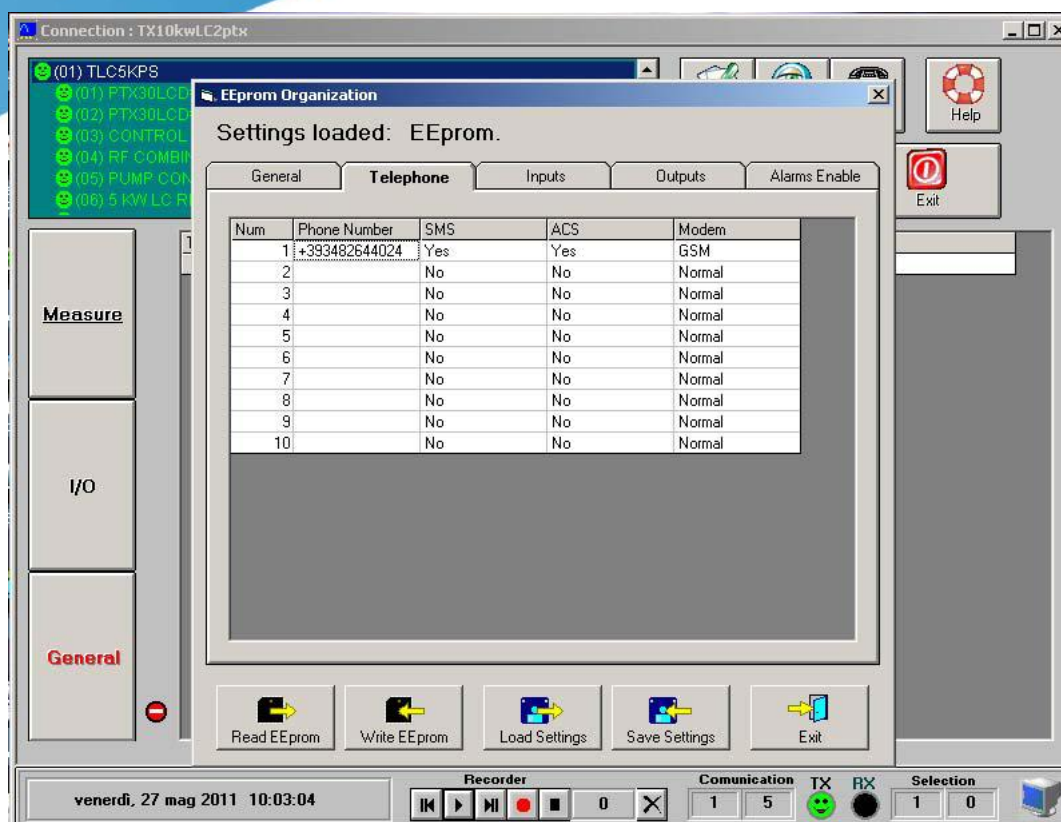 Connection : TX10kwLC2ptx
(01) TLC5KPS
(01) PTX30LCD
(02) PTX30LCD
(03) CONTROL
(04) RF COMBIN
(05) PUMP CON
(06) 5 KW LC R
Help
Exit
EEprom Organization
Settings loaded: EEprom.
General Telephone Inputs Outputs Alarms Enable
Num Phone Number SMS ACS Modem
1 +393482644024 Yes Yes GSM
2 No No Normal
3 No No Normal
4 No No Normal
5 No No Normal
6 No No Normal
7 No No Normal
8 No No Normal
9 No No Normal
10 No No Normal
Measure
I/O
General
Read EEprom Write EEprom Load Settings Save Settings Exit
venerdì, 27 mag 2011 10:03:04
Recorder
0
Comunication
1 5
TX RX
Selection
1 0